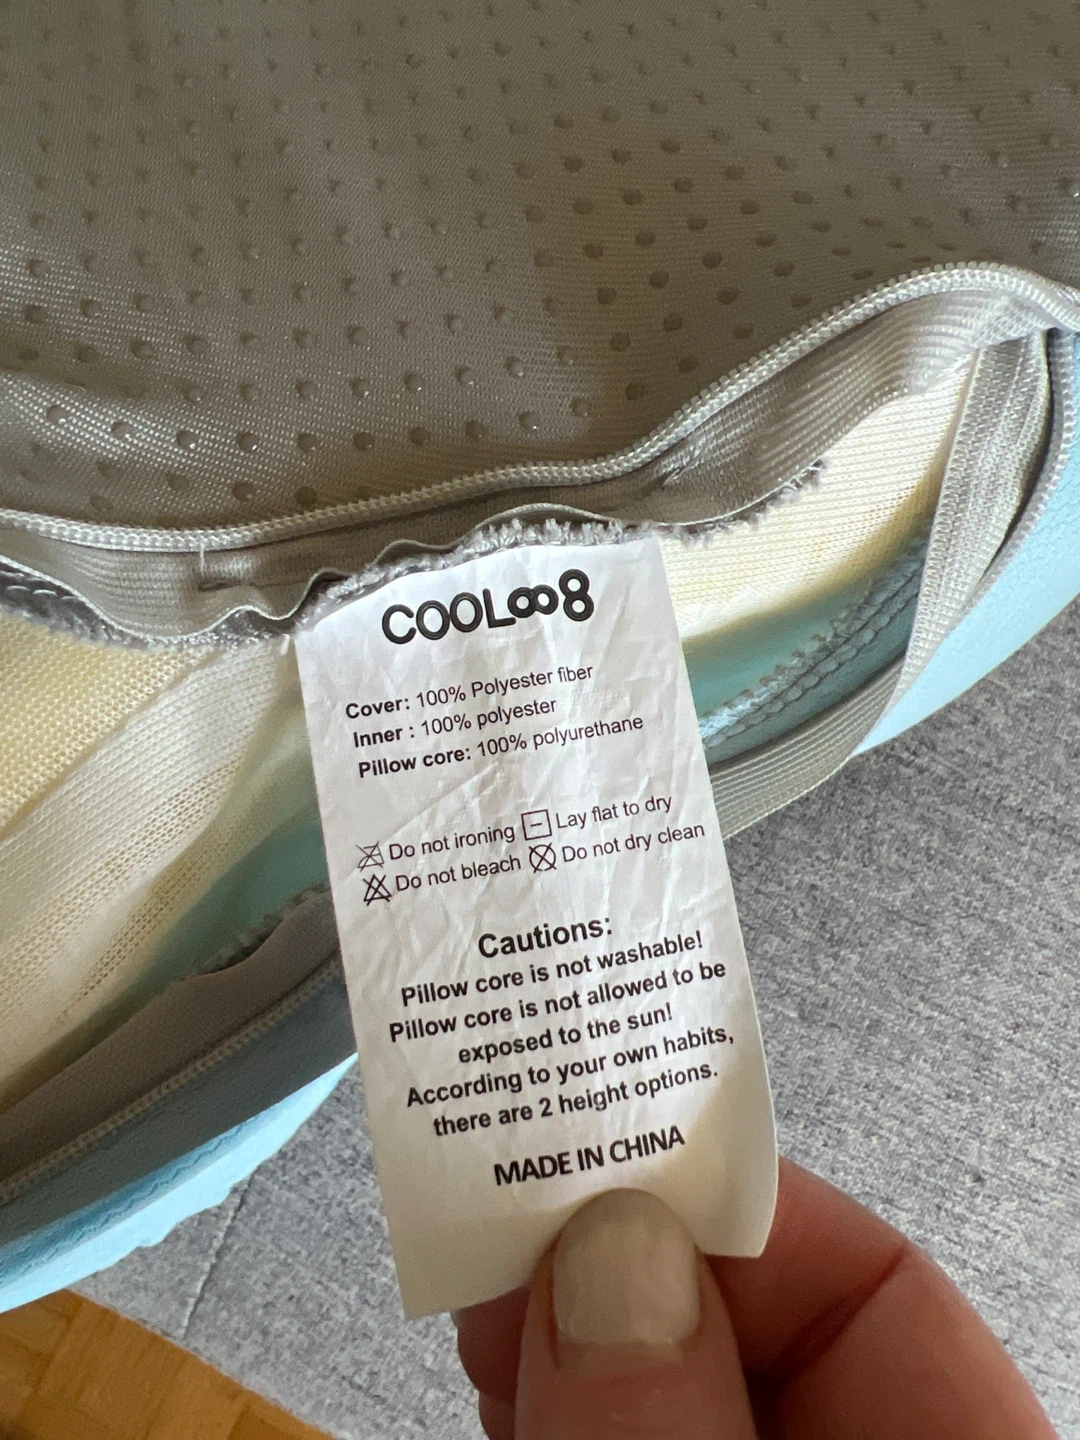 COOL∞8
Cover: 100% Polyester fiber
Inner : 100% polyester
Pillow core: 100% polyurethane
Do not ironing Lay flat to dry
Do not bleach Do not dry clean
Cautions:
Pillow core is not washable!
Pillow core is not allowed to be
exposed to the sun!
According to your own habits,
there are 2 height options.
MADE IN CHINA